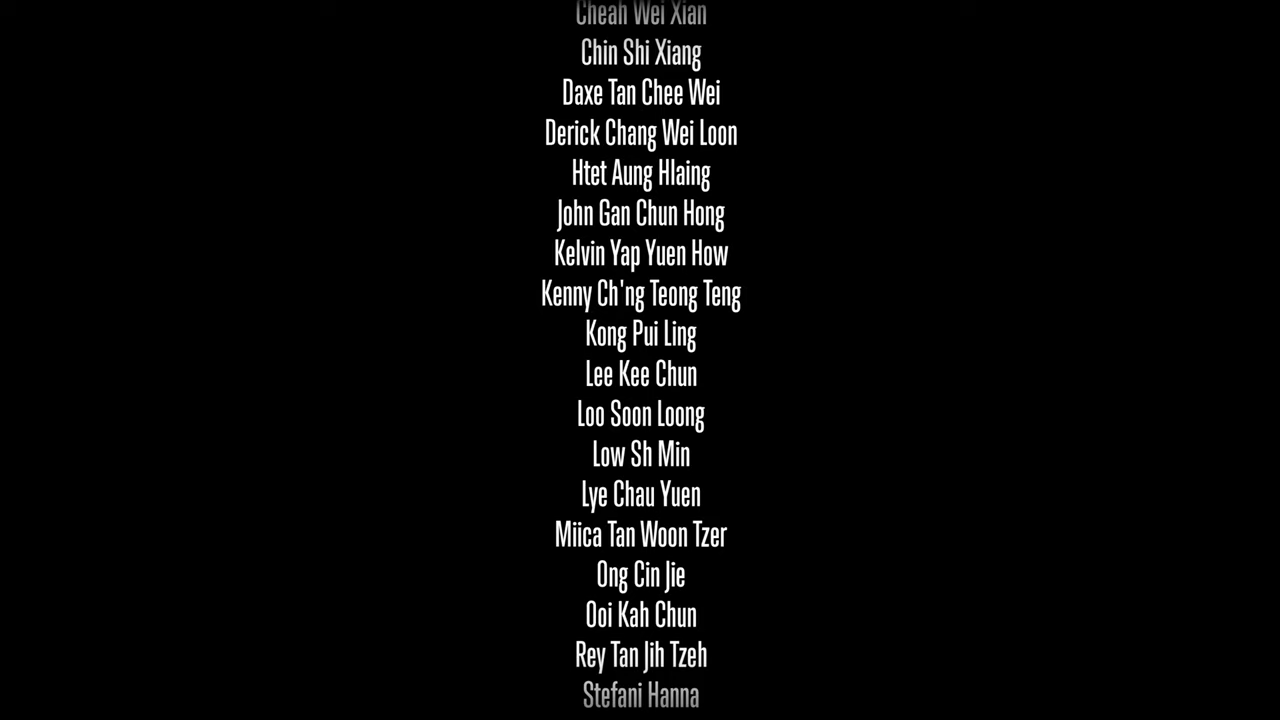 Cheah Wei Xian
Chin Shi Xiang
Daxe Tan Chee Wei
Derick Chang Wei Loon
Htet Aung Hlaing
John Gan Chun Hong
Kelvin Yap Yuen How
Kenny Ch'ng Teong Teng
Kong Pui Ling
Lee Kee Chun
Loo Soon Loong
Low Sh Min
Lye Chau Yuen
Miica Tan Woon Tzer
Ong Cin Jie
Ooi Kah Chun
Rey Tan Jih Tzeh
Stefani Hanna